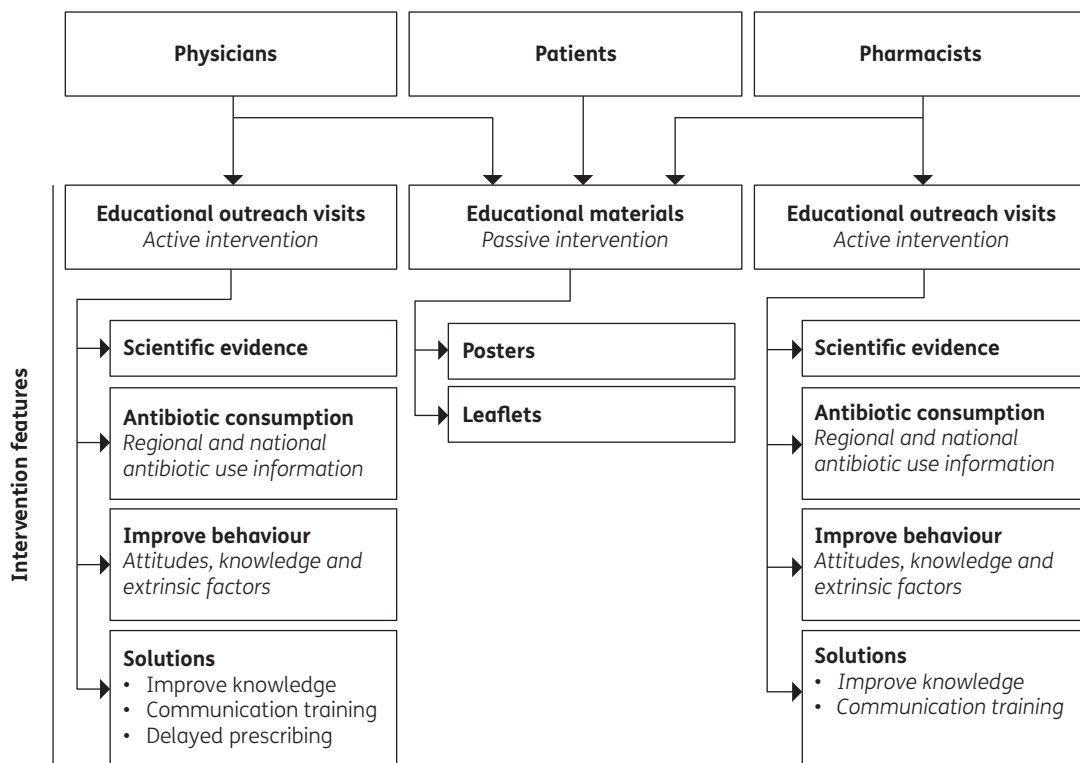 Physicians
Patients
Pharmacists
Educational outreach visits
Active intervention
Educational materials
Passive intervention
Educational outreach visits
Active intervention
Intervention features
Scientific evidence
Antibiotic consumption
Regional and national
antibiotic use information
Improve behaviour
Attitudes, knowledge and
extrinsic factors
Solutions
• Improve knowledge
• Communication training
• Delayed prescribing
Posters
Leaflets
Scientific evidence
Antibiotic consumption
Regional and national
antibiotic use information
Improve behaviour
Attitudes, knowledge and
extrinsic factors
Solutions
• Improve knowledge
• Communication training